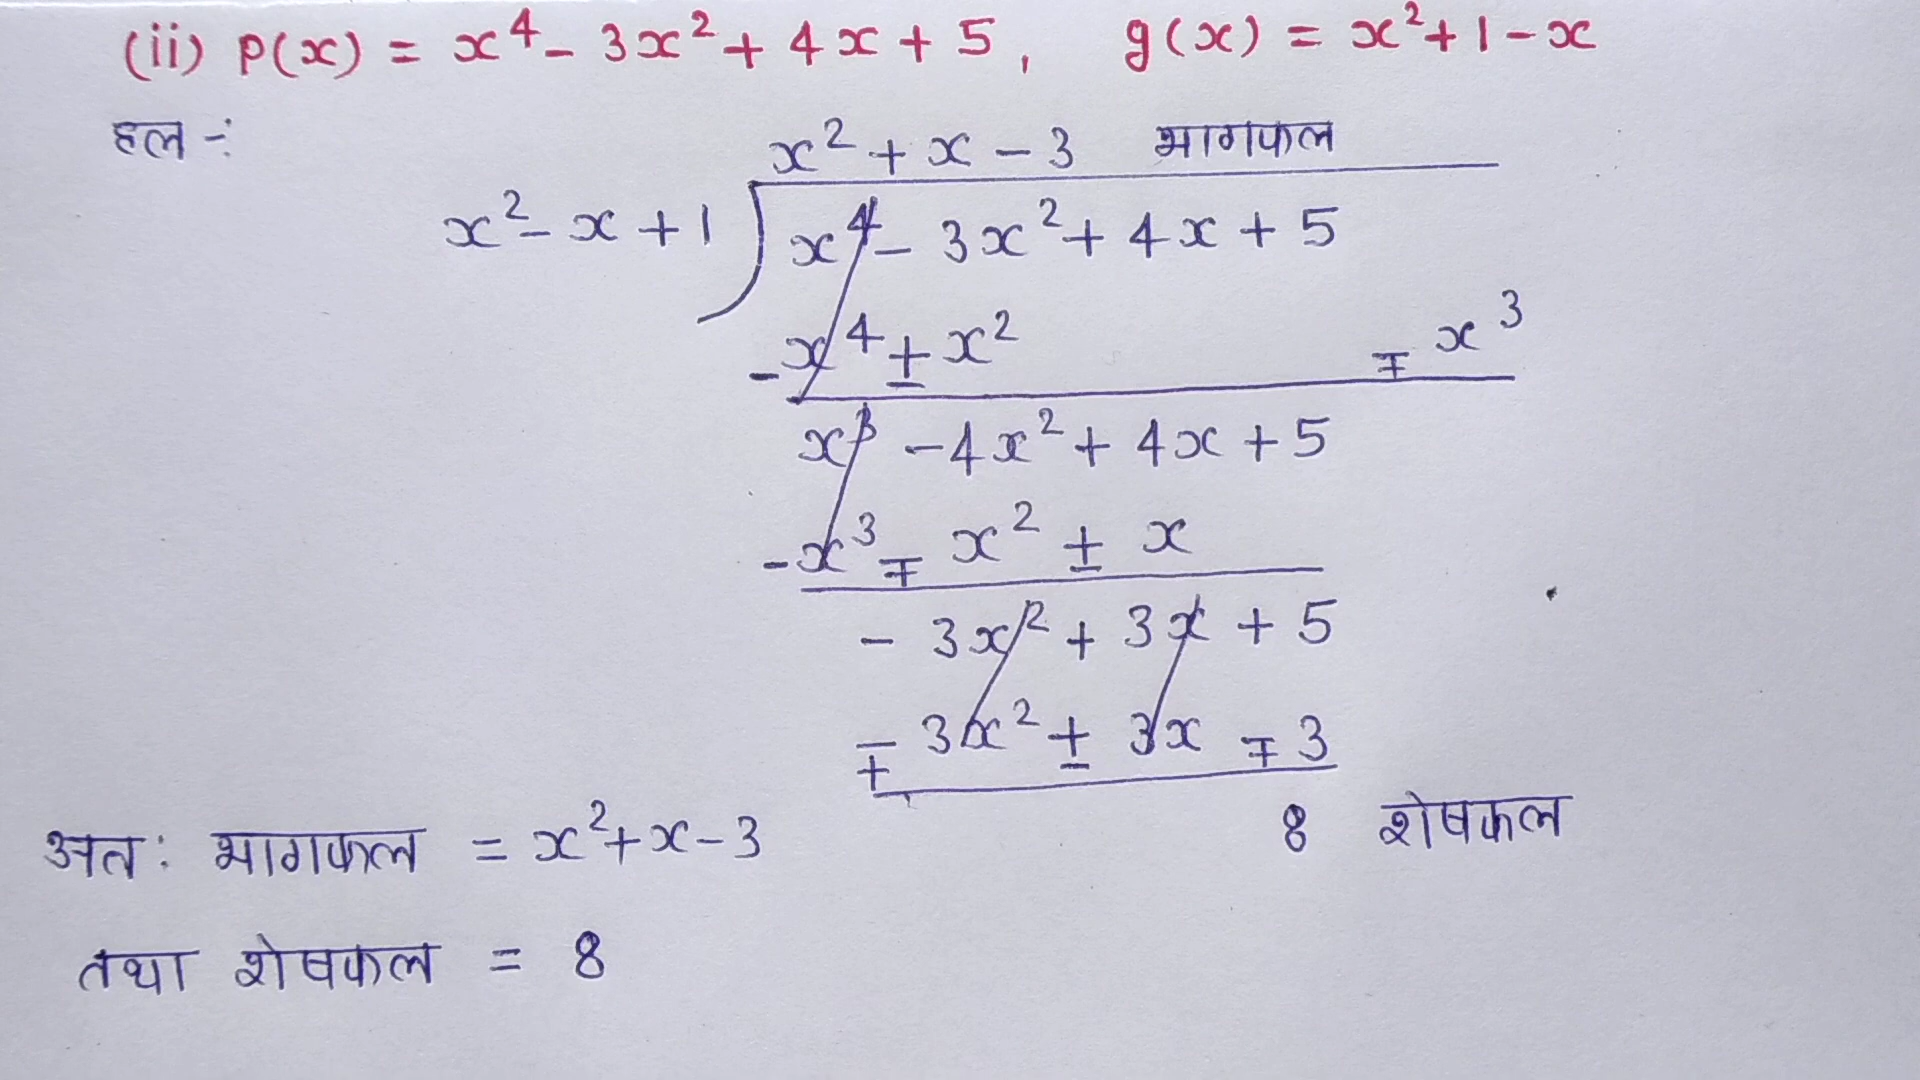 (ii) P(x) = x⁴ - 3x² + 4x + 5, g(x) = x² + 1 - x
हल -:
x² + x - 3 भागफल
x² - x + 1 ) x⁴ - 3x² + 4x + 5
- x⁴ ± x² ∓ x³
x³ - 4x² + 4x + 5
- x³ ∓ x² ± x
- 3x² + 3x + 5
∓ 3x² ± 3x ∓ 3
8 शेषफल
अतः भागफल = x² + x - 3
तथा शेषफल = 8